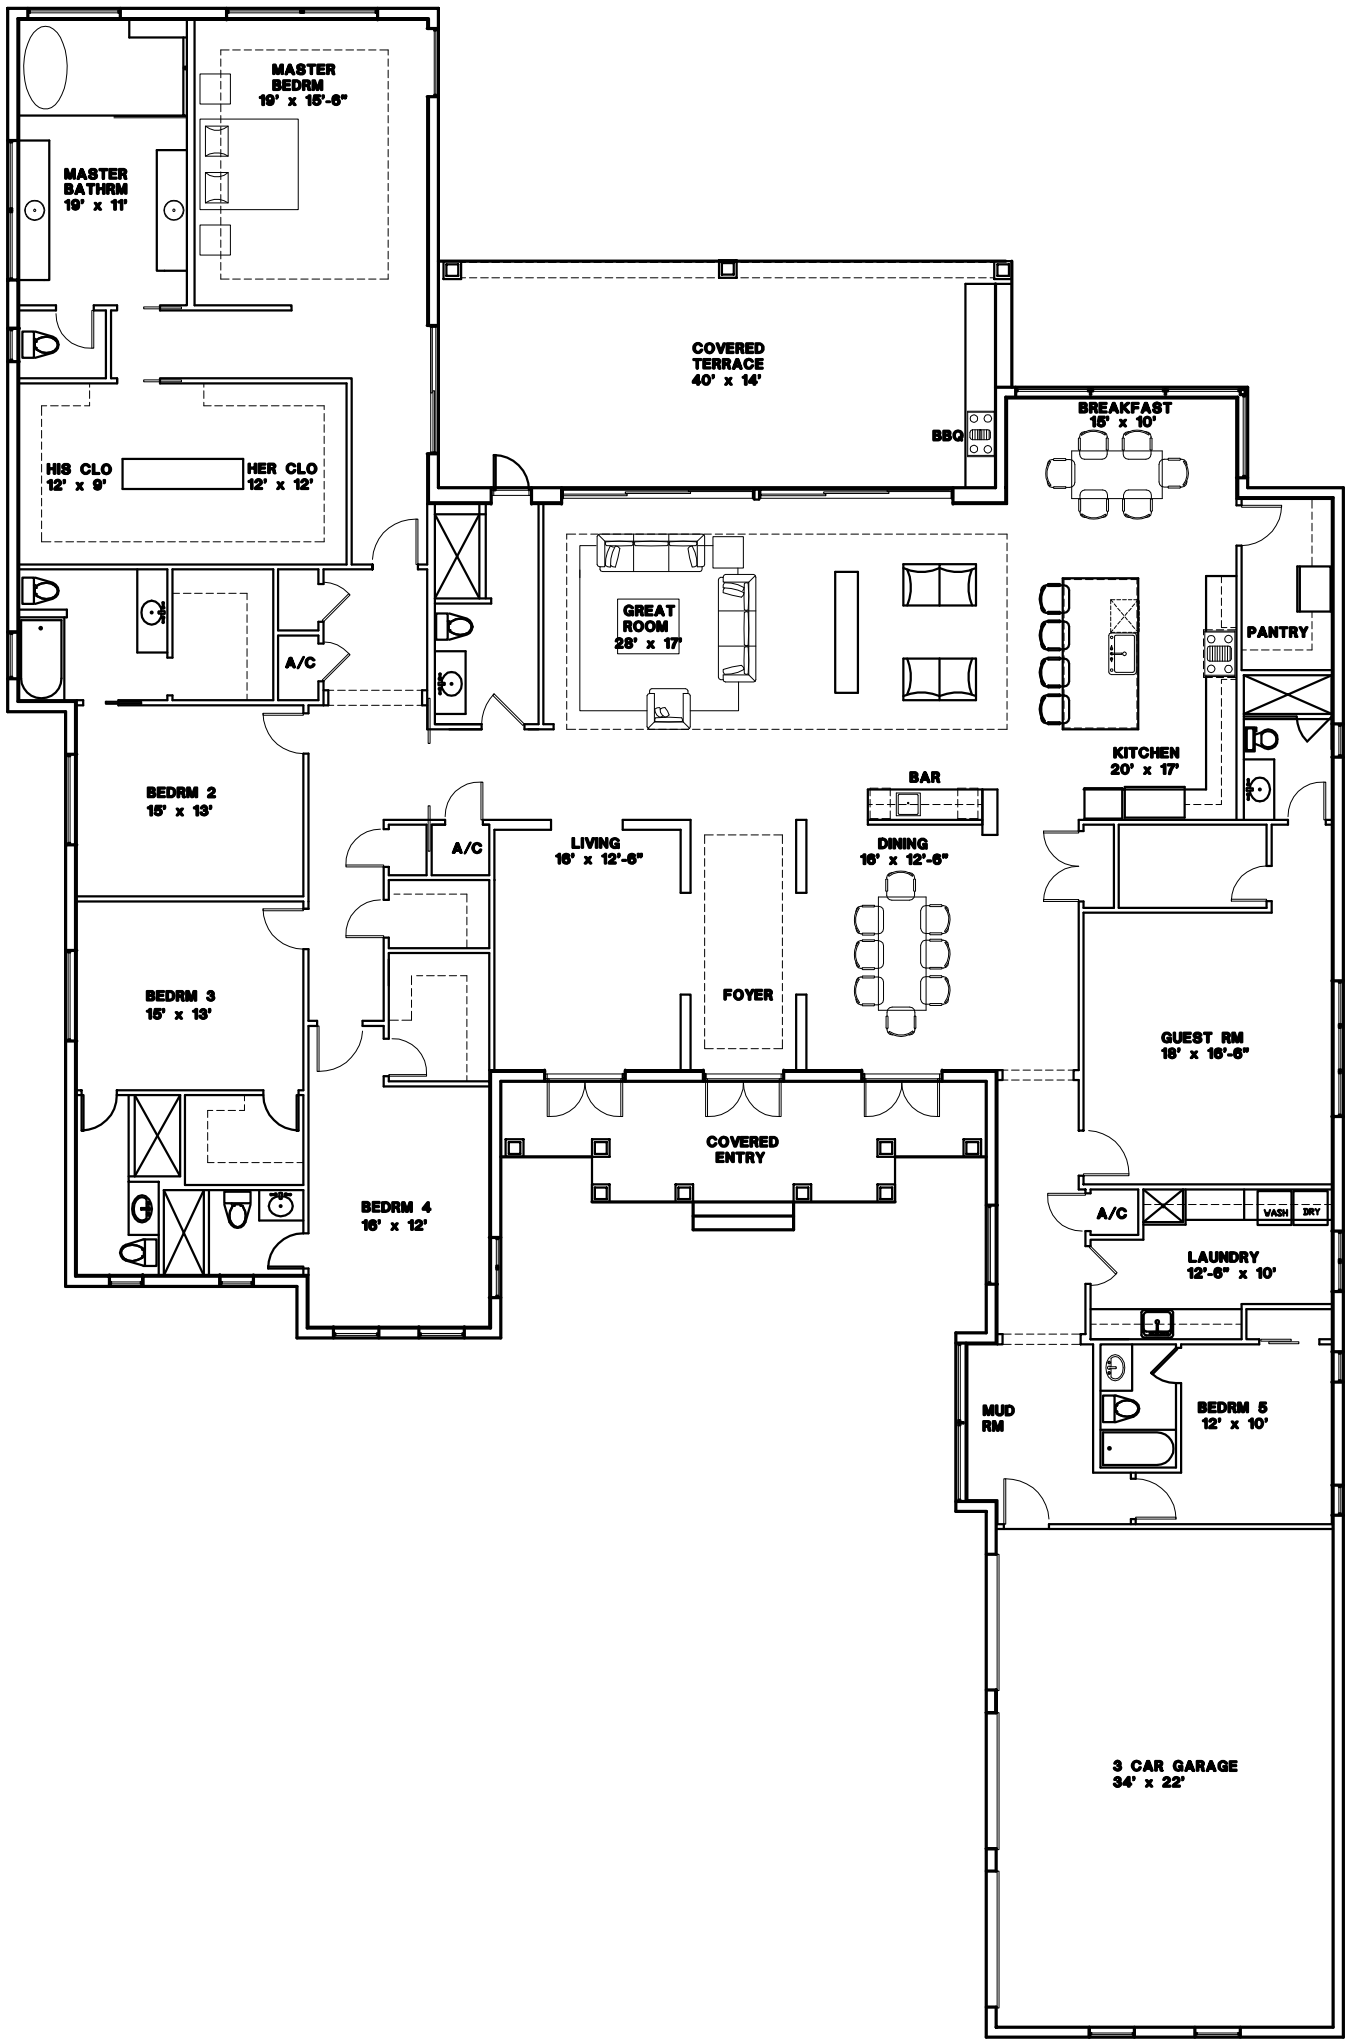 MASTER
BEDRM
19' x 15'-6"
MASTER
BATHRM
19' x 11'
COVERED
TERRACE
40' x 14'
BBQ
BREAKFAST
15' x 10'
HIS CLO
12' x 9'
HER CLO
12' x 12'
GREAT
ROOM
28' x 17'
PANTRY
A/C
KITCHEN
20' x 17'
BAR
BEDRM 2
15' x 13'
A/C
LIVING
16' x 12'-6"
DINING
16' x 12'-6"
BEDRM 3
15' x 13'
FOYER
GUEST RM
18' x 16'-6"
COVERED
ENTRY
BEDRM 4
16' x 12'
A/C
WASH
DRY
LAUNDRY
12'-6" x 10'
MUD
RM
BEDRM 5
12' x 10'
3 CAR GARAGE
34' x 22'